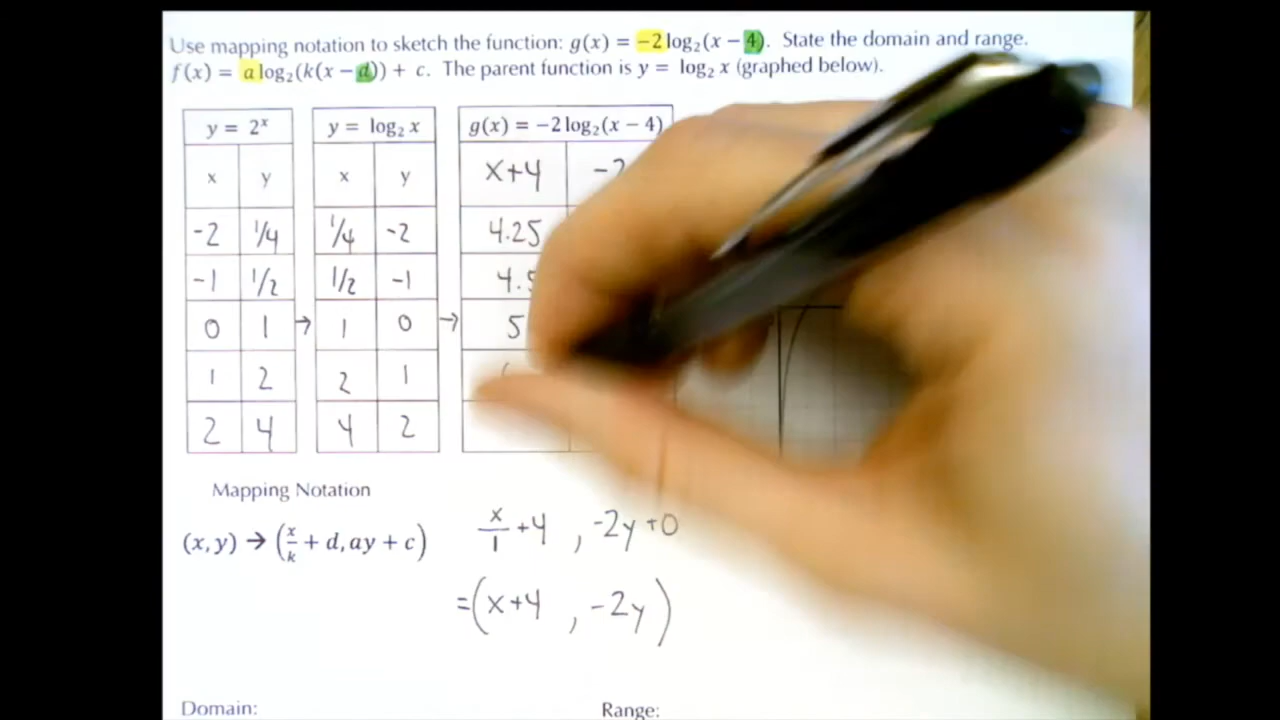 Use mapping notation to sketch the function: g(x) = −2 log₂(x − 4). State the domain and range.
f(x) = a log₂(k(x − d)) + c. The parent function is y = log₂ x (graphed below).
y = 2ˣ
x y
-2 1/4
-1 1/2
0 1
1 2
2 4
→
y = log₂ x
x y
1/4 -2
1/2 -1
1 0
2 1
4 2
→
g(x) = −2 log₂(x − 4)
x+4
4.25
5
Mapping Notation
(x, y) → (x/k + d, ay + c)
x/1 +4 , -2y +0
=(x+4 , -2y)
Domain:
Range: